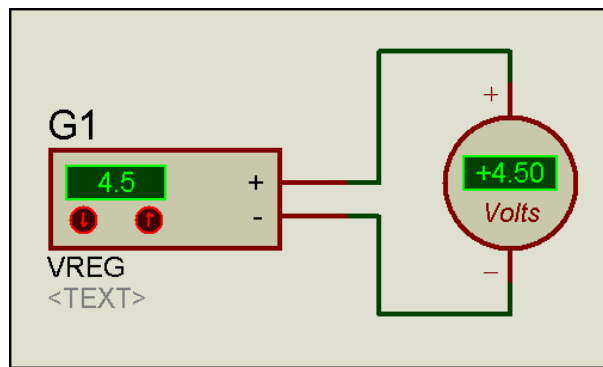 G1
4.5
+
-
VREG
<TEXT>
+
+4.50
Volts
-